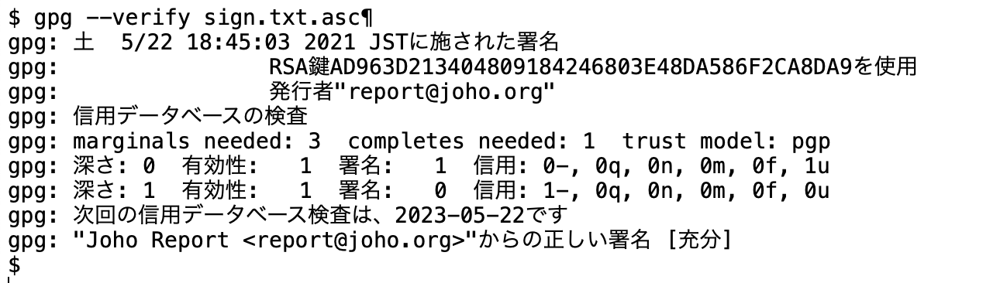 $ gpg --verify sign.txt.asc¶
gpg: 土  5/22 18:45:03 2021 JSTに施された署名
gpg:                RSA鍵AD963D213404809184246803E48DA586F2CA8DA9を使用
gpg:                発行者"report@joho.org"
gpg: 信用データベースの検査
gpg: marginals needed: 3  completes needed: 1  trust model: pgp
gpg: 深さ: 0  有効性:   1  署名:   1  信用: 0-, 0q, 0n, 0m, 0f, 1u
gpg: 深さ: 1  有効性:   1  署名:   0  信用: 1-, 0q, 0n, 0m, 0f, 0u
gpg: 次回の信用データベース検査は、2023-05-22です
gpg: "Joho Report <report@joho.org>"からの正しい署名 [充分]
$